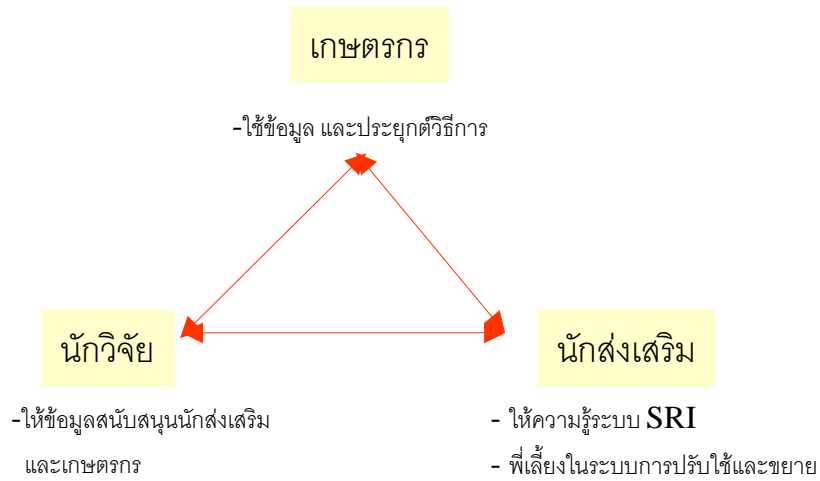 เกษตรกร
-ใช้ข้อมูล และประยุกต์วิธีการ
นักวิจัย
-ให้ข้อมูลสนับสนุนนักส่งเสริม
และเกษตรกร
นักส่งเสริม
- ให้ความรู้ระบบ SRI
- พี่เลี้ยงในระบบการปรับใช้และขยาย